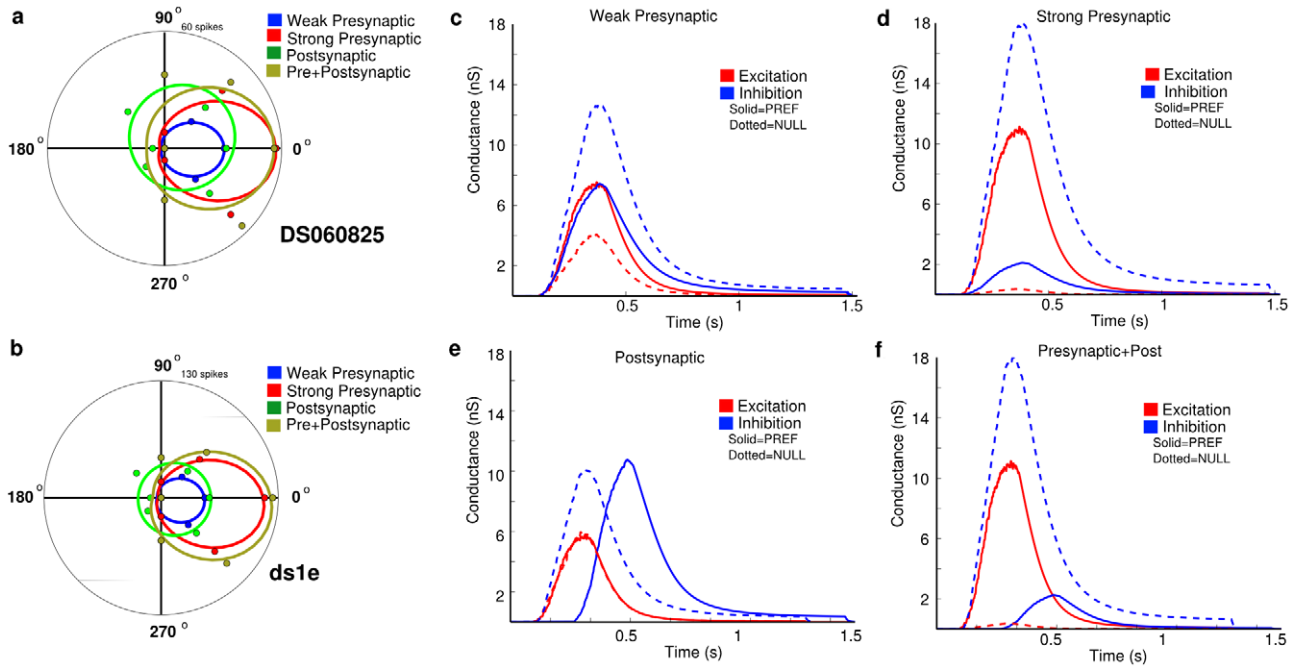 a
90 o
60 spikes
Weak Presynaptic
Strong Presynaptic
Postsynaptic
Pre+Postsynaptic
180 o
0 o
270 o
DS060825
b
90 o
130 spikes
Weak Presynaptic
Strong Presynaptic
Postsynaptic
Pre+Postsynaptic
180 o
0 o
270 o
ds1e
c
Weak Presynaptic
Conductance (nS)
18
14
10
6
2
Excitation
Inhibition
Solid=PREF
Dotted=NULL
0.5
1
1.5
Time (s)
d
Strong Presynaptic
Conductance (nS)
18
14
10
6
2
Excitation
Inhibition
Solid=PREF
Dotted=NULL
0.5
1
1.5
Time (s)
e
Postsynaptic
Conductance (nS)
18
14
10
6
2
Excitation
Inhibition
Solid=PREF
Dotted=NULL
0.5
1
1.5
Time (s)
f
Presynaptic+Post
Conductance (nS)
18
14
10
6
2
Excitation
Inhibition
Solid=PREF
Dotted=NULL
0.5
1
1.5
Time (s)